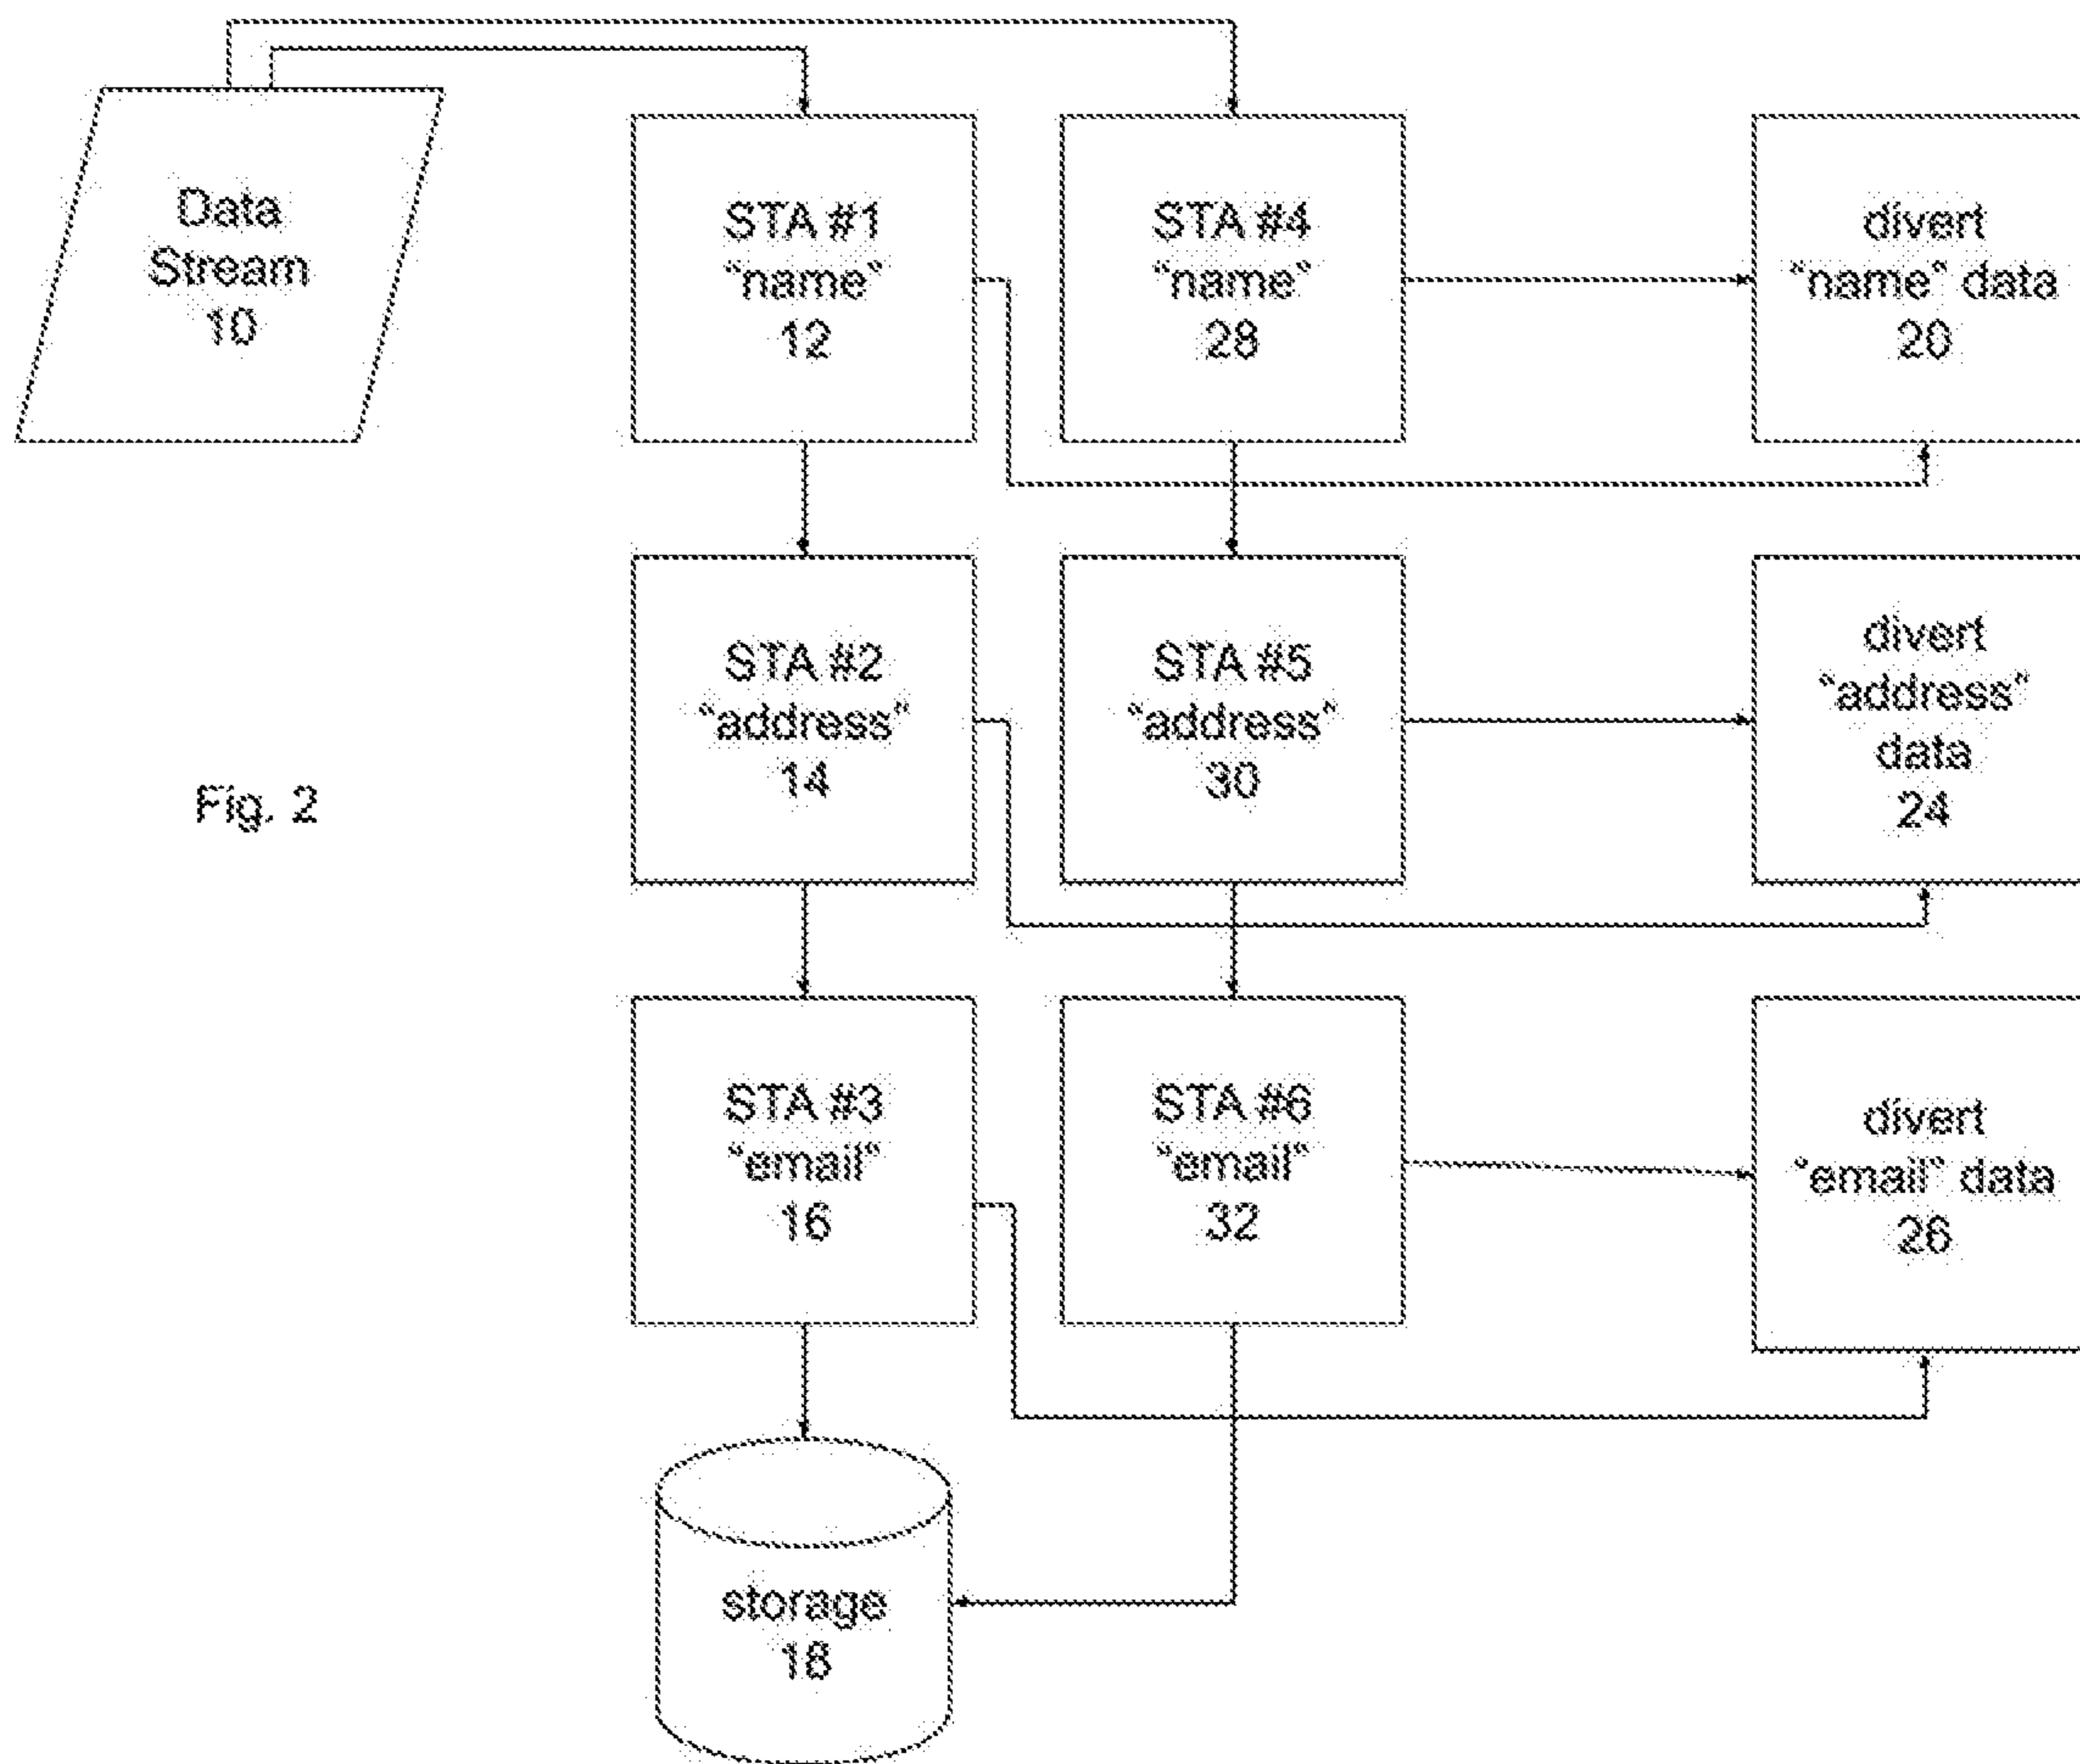 Data
Stream
10
STA #1
“name”
12
STA #4
“name”
28
divert
“name” data
20
STA #2
“address”
14
STA #5
“address”
30
divert
“address”
data
24
Fig. 2
STA #3
“email”
16
STA #6
“email”
32
divert
“email” data
26
storage
18